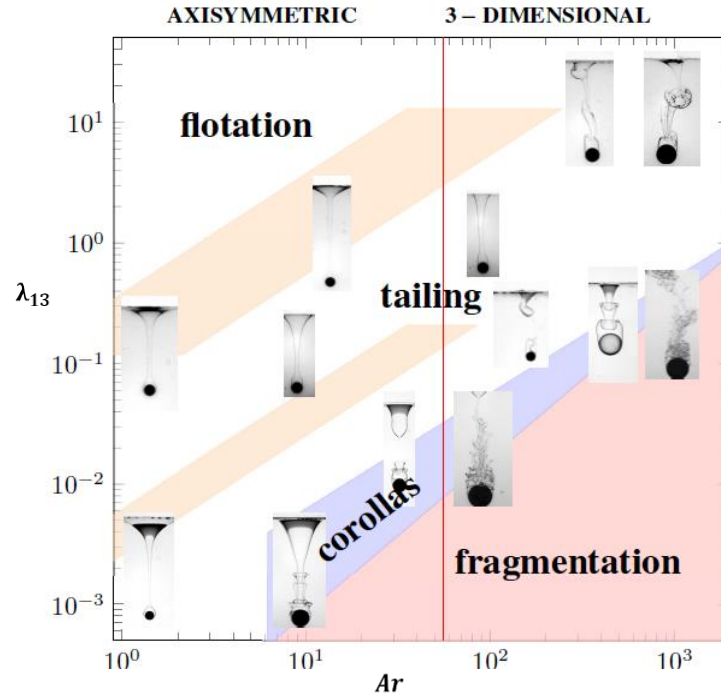 AXISYMMETRIC
3 – DIMENSIONAL
10¹
flotation
10⁰
λ₁₃
tailing
10⁻¹
10⁻²
corollas
fragmentation
10⁻³
10⁰
10¹
10²
10³
Ar